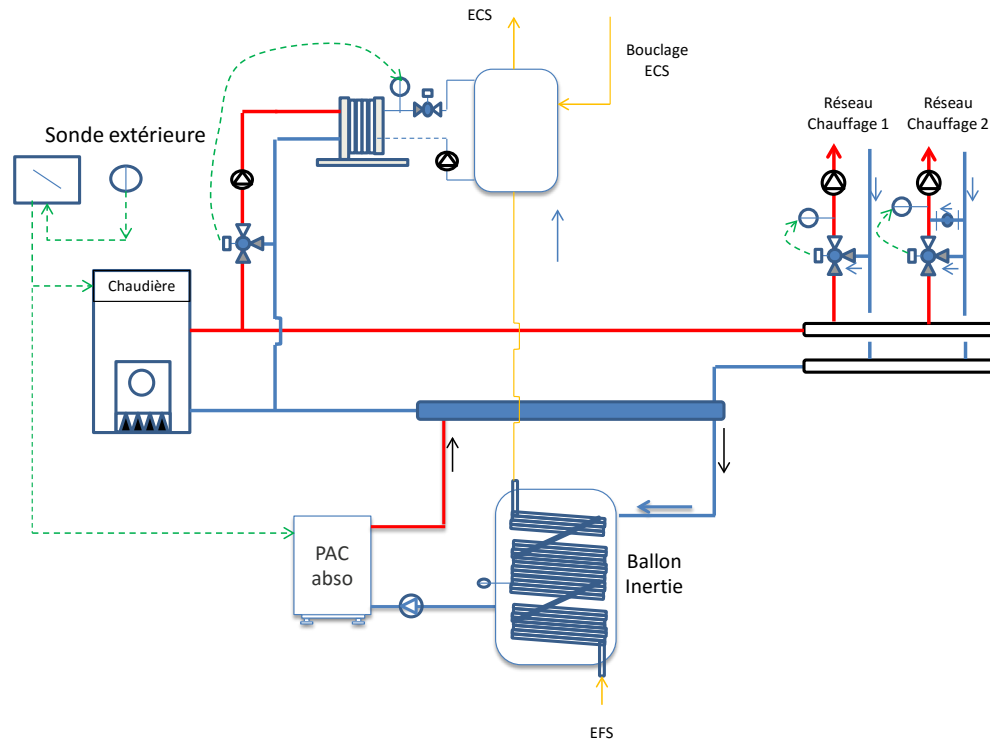 ECS
Bouclage
ECS
Réseau
Chauffage 1
Réseau
Chauffage 2
Sonde extérieure
Chaudière
PAC
abso
Ballon
Inertie
EFS